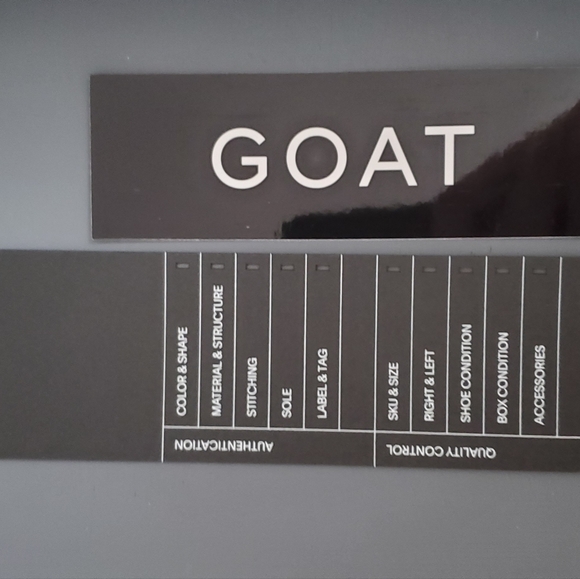 GOAT
AUTHENTICATION
COLOR & SHAPE
MATERIAL & STRUCTURE
STITCHING
SOLE
LABEL & TAG
QUALITY CONTROL
SKU & SIZE
RIGHT & LEFT
SHOE CONDITION
BOX CONDITION
ACCESSORIES